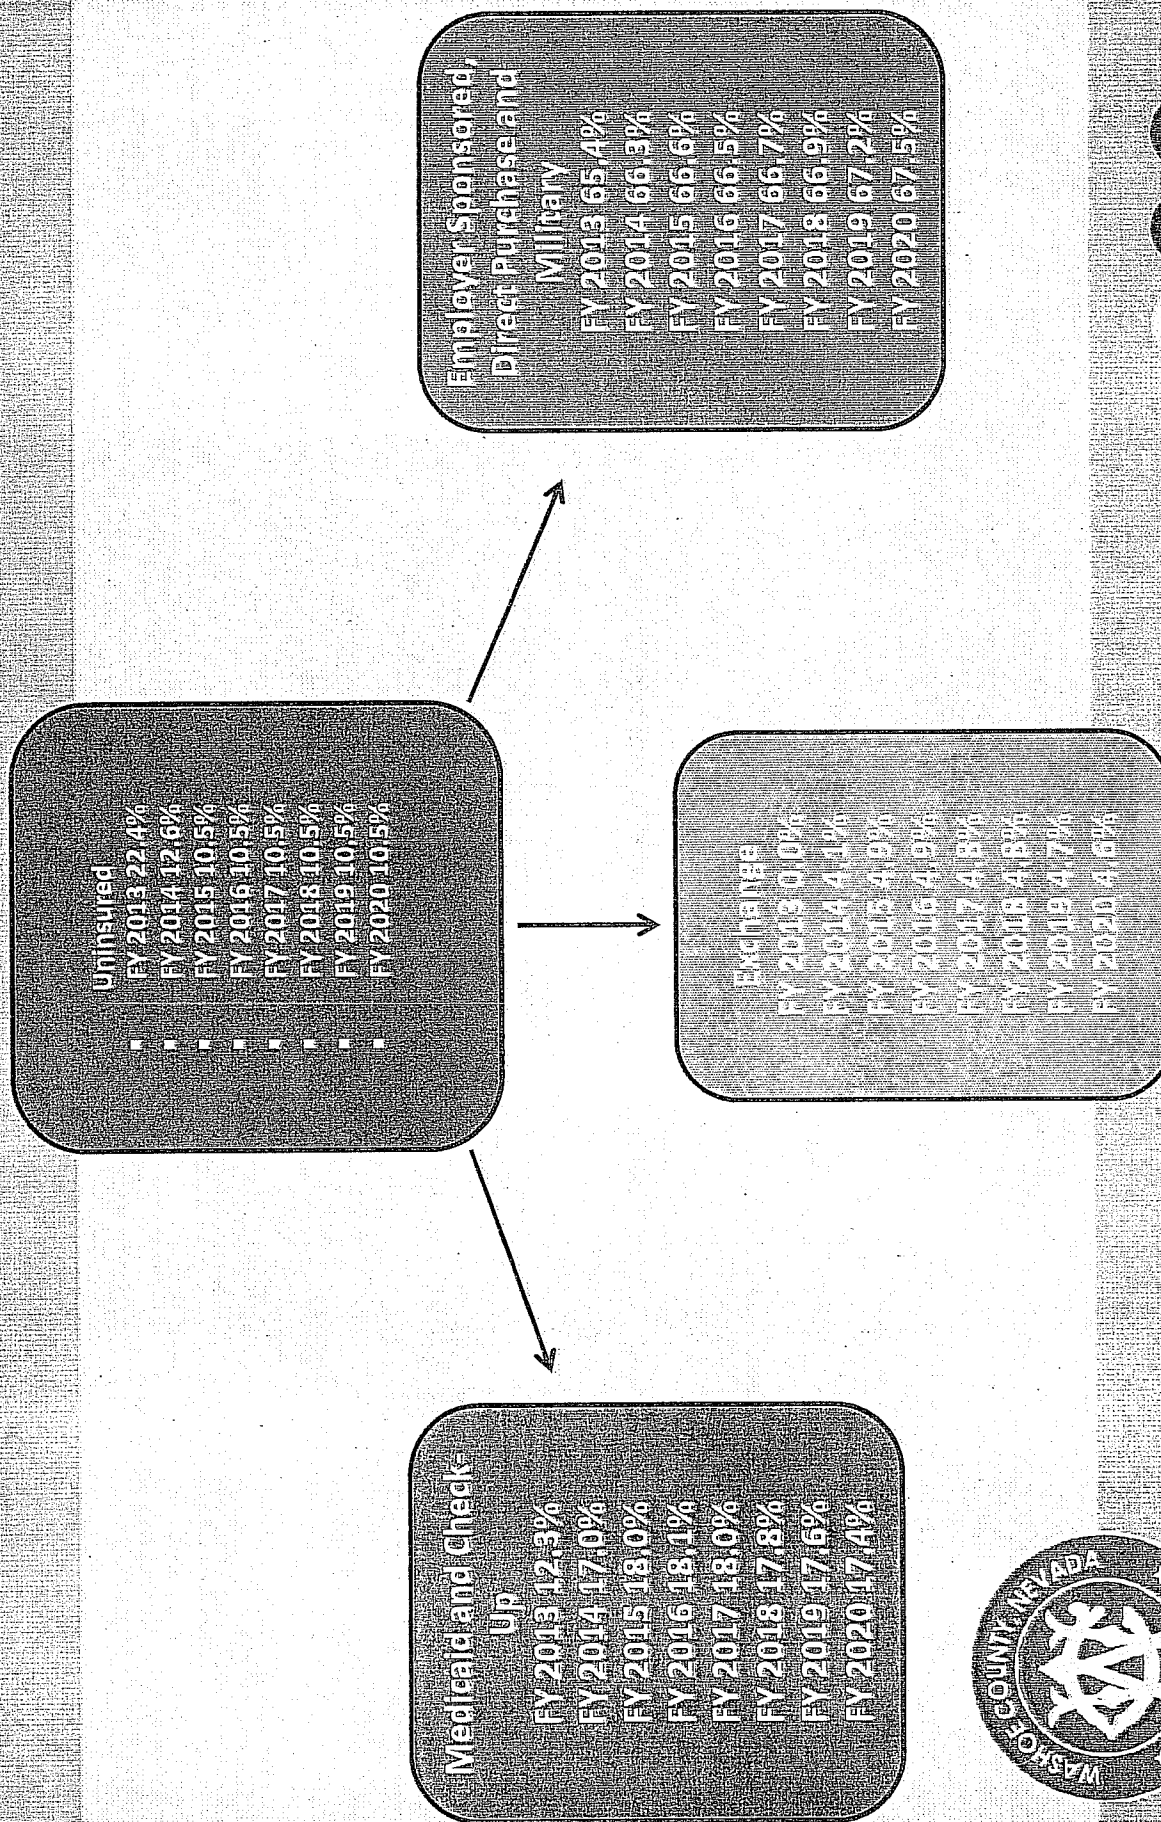 Uninsured
▪ FY 2013 22.4%
▪ FY 2014 12.6%
▪ FY 2015 10.5%
▪ FY 2016 10.5%
▪ FY 2017 10.5%
▪ FY 2018 10.5%
▪ FY 2019 10.5%
▪ FY 2020 10.5%
Medicaid and Check-
Up
FY 2013 12.3%
FY 2014 17.0%
FY 2015 18.0%
FY 2016 18.1%
FY 2017 18.0%
FY 2018 17.8%
FY 2019 17.6%
FY 2020 17.4%
Exchange
FY 2013 0.0%
FY 2014 4.1%
FY 2015 4.9%
FY 2016 4.9%
FY 2017 4.8%
FY 2018 4.8%
FY 2019 4.7%
FY 2020 4.6%
Employer Sponsored,
Direct Purchase and
Military
FY 2013 65.4%
FY 2014 66.3%
FY 2015 66.6%
FY 2016 66.5%
FY 2017 66.7%
FY 2018 66.9%
FY 2019 67.2%
FY 2020 67.5%
WASHOE COUNTY, NEVADA